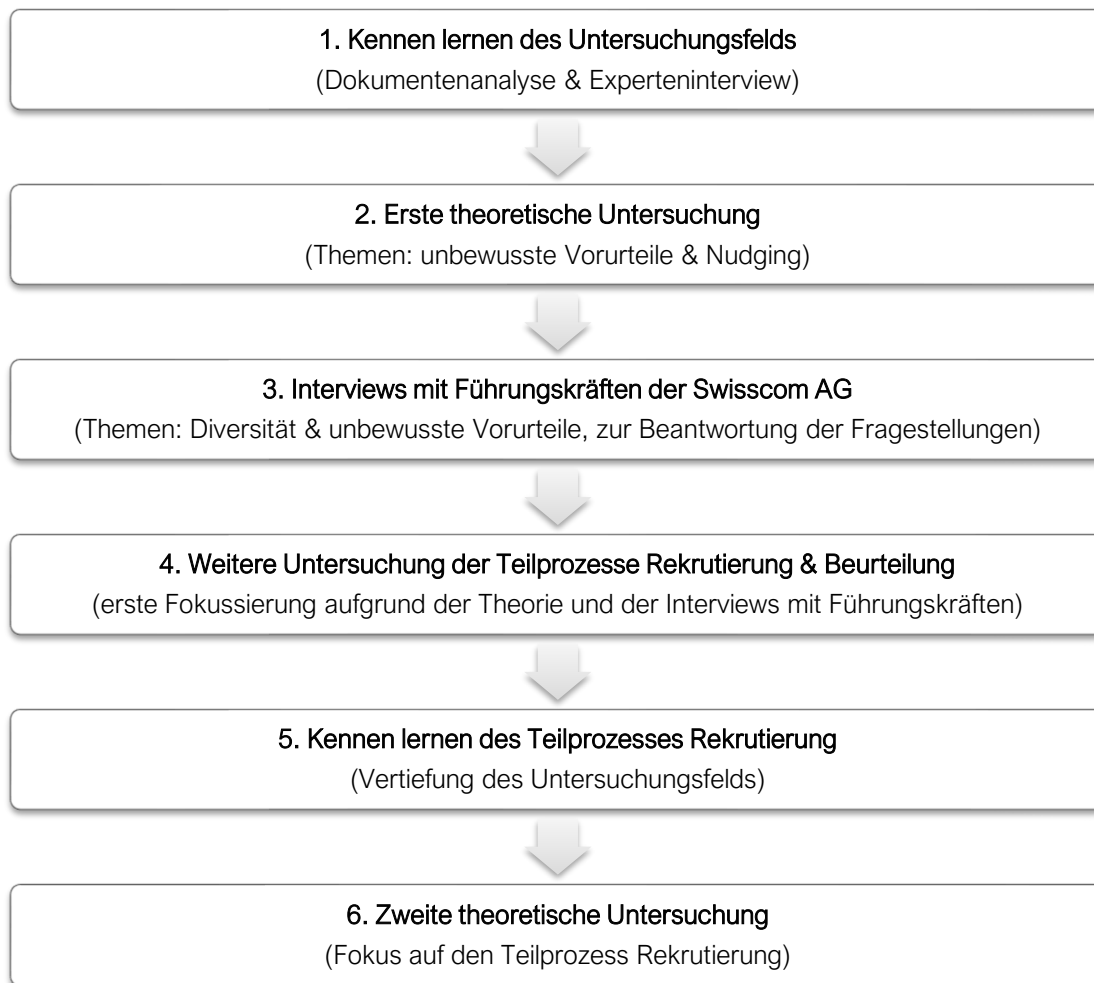 1. Kennen lernen des Untersuchungsfelds
(Dokumentenanalyse & Experteninterview)
2. Erste theoretische Untersuchung
(Themen: unbewusste Vorurteile & Nudging)
3. Interviews mit Führungskräften der Swisscom AG
(Themen: Diversität & unbewusste Vorurteile, zur Beantwortung der Fragestellungen)
4. Weitere Untersuchung der Teilprozesse Rekrutierung & Beurteilung
(erste Fokussierung aufgrund der Theorie und der Interviews mit Führungskräften)
5. Kennen lernen des Teilprozesses Rekrutierung
(Vertiefung des Untersuchungsfelds)
6. Zweite theoretische Untersuchung
(Fokus auf den Teilprozess Rekrutierung)